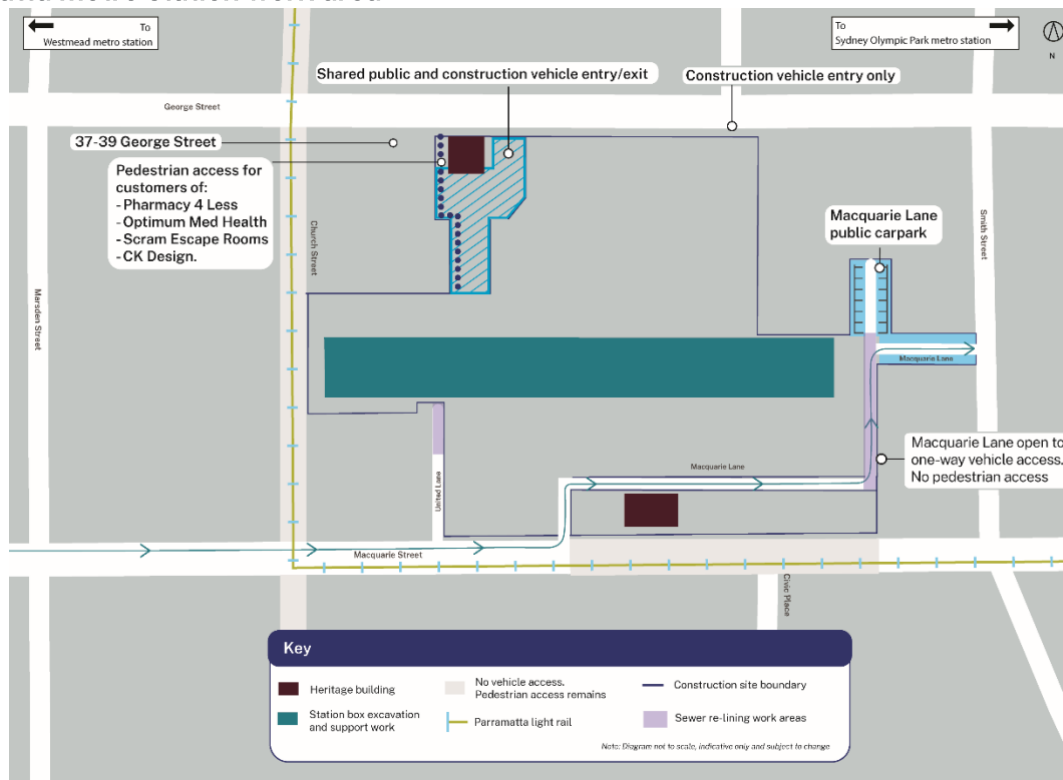 To
Westmead metro station
To
Sydney Olympic Park metro station
N
Shared public and construction vehicle entry/exit
Construction vehicle entry only
George Street
37-39 George Street
Pedestrian access for
customers of:
- Pharmacy 4 Less
- Optimum Med Health
- Scram Escape Rooms
- CK Design.
Church Street
Marsden Street
Smith Street
Macquarie Lane
public carpark
Macquarie Lane
Macquarie Lane open to
one-way vehicle access.
No pedestrian access
Macquarie Lane
United Lane
Macquarie Street
Civic Place
Key
Heritage building
No vehicle access.
Pedestrian access remains
Construction site boundary
Station box excavation
and support work
Parramatta light rail
Sewer re-lining work areas
Note: Diagram not to scale, indicative only and subject to change